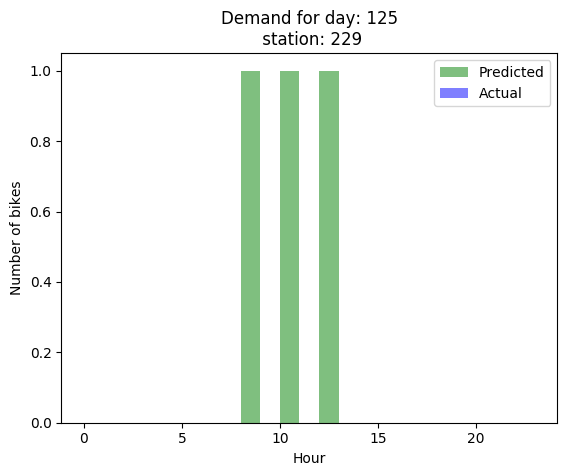 Demand for day: 125
station: 229
Predicted
Actual
1.0
0.8
0.6
0.4
0.2
0.0
Number of bikes
0 5 10 15 20
Hour